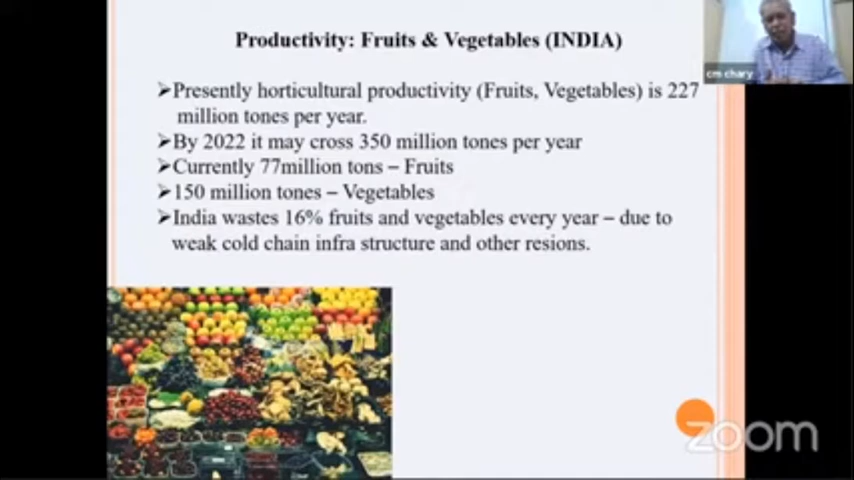 Productivity: Fruits & Vegetables (INDIA)
cm chary
➢Presently horticultural productivity (Fruits, Vegetables) is 227
million tones per year.
➢By 2022 it may cross 350 million tones per year
➢Currently 77million tons – Fruits
➢150 million tones – Vegetables
➢India wastes 16% fruits and vegetables every year – due to
weak cold chain infra structure and other resions.
zoom